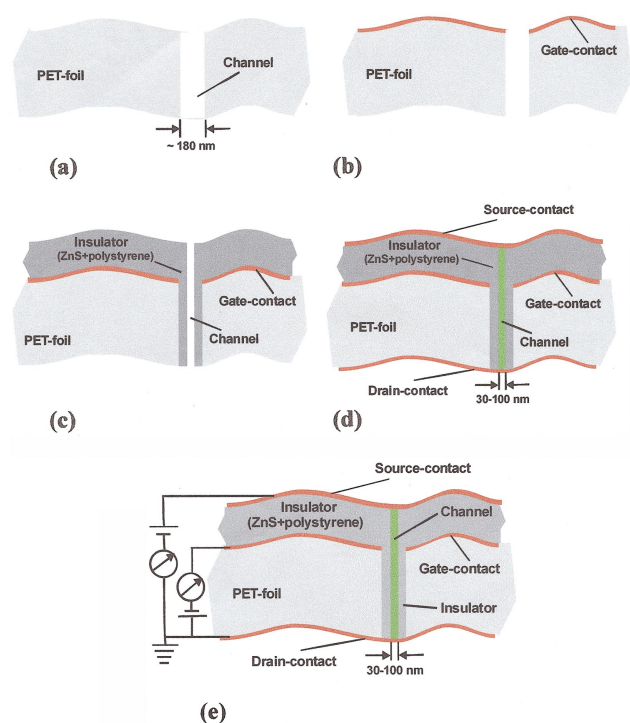 PET-foil
Channel
~ 180 nm
(a)
PET-foil
Gate-contact
(b)
Insulator
(ZnS+polystyrene)
Gate-contact
Channel
PET-foil
(c)
Source-contact
Insulator
(ZnS+polystyrene)
Gate-contact
PET-foil
Channel
Drain-contact
30-100 nm
(d)
Source-contact
Insulator
(ZnS+polystyrene)
Channel
Gate-contact
PET-foil
Insulator
Drain-contact
30-100 nm
(e)